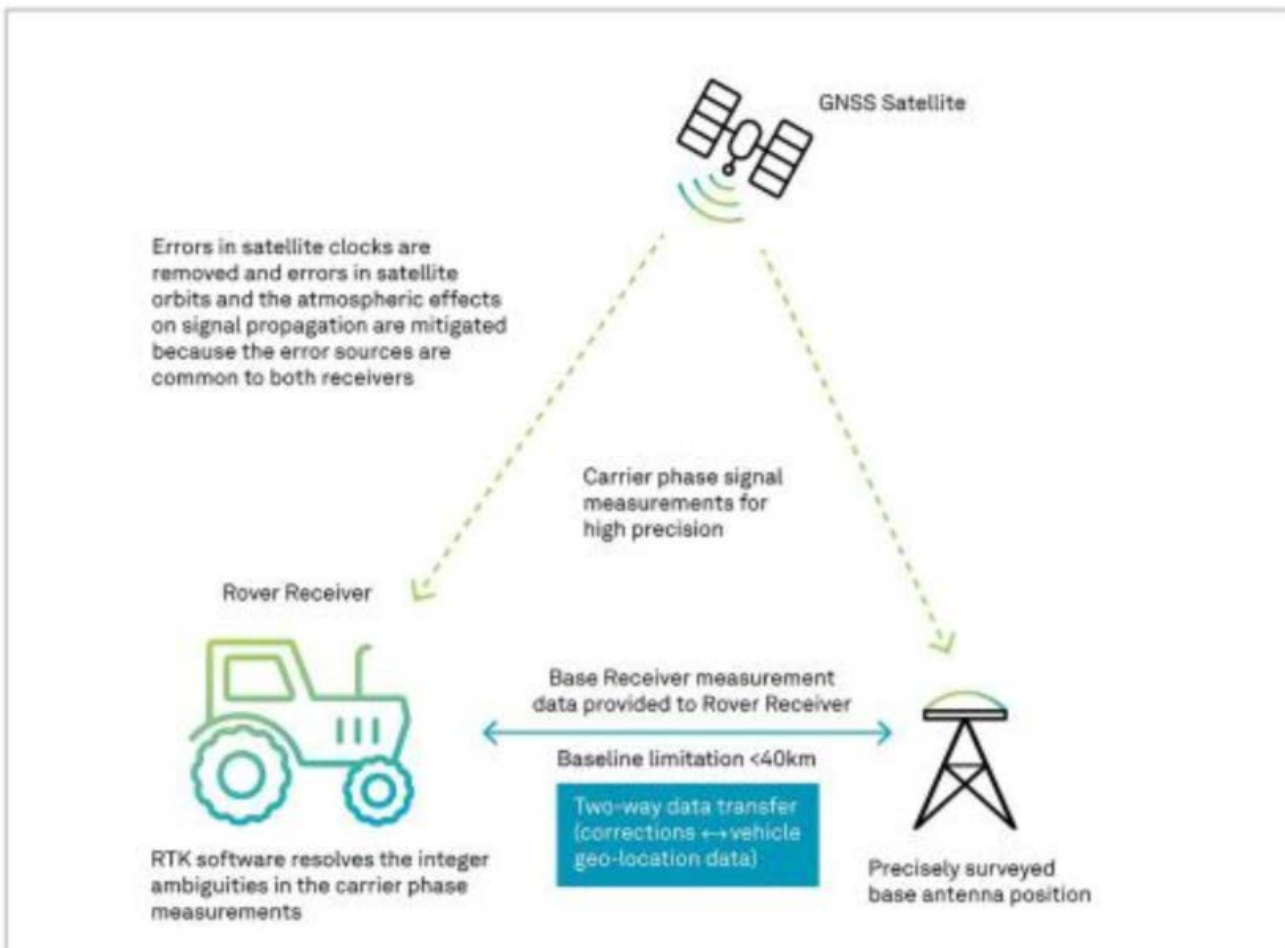 GNSS Satellite
Errors in satellite clocks are
removed and errors in satellite
orbits and the atmospheric effects
on signal propagation are mitigated
because the error sources are
common to both receivers
Carrier phase signal
measurements for
high precision
Rover Receiver
Base Receiver measurement
data provided to Rover Receiver
Baseline limitation <40km
Two-way data transfer
(corrections ↔ vehicle
geo-location data)
RTK software resolves the integer
ambiguities in the carrier phase
measurements
Precisely surveyed
base antenna position